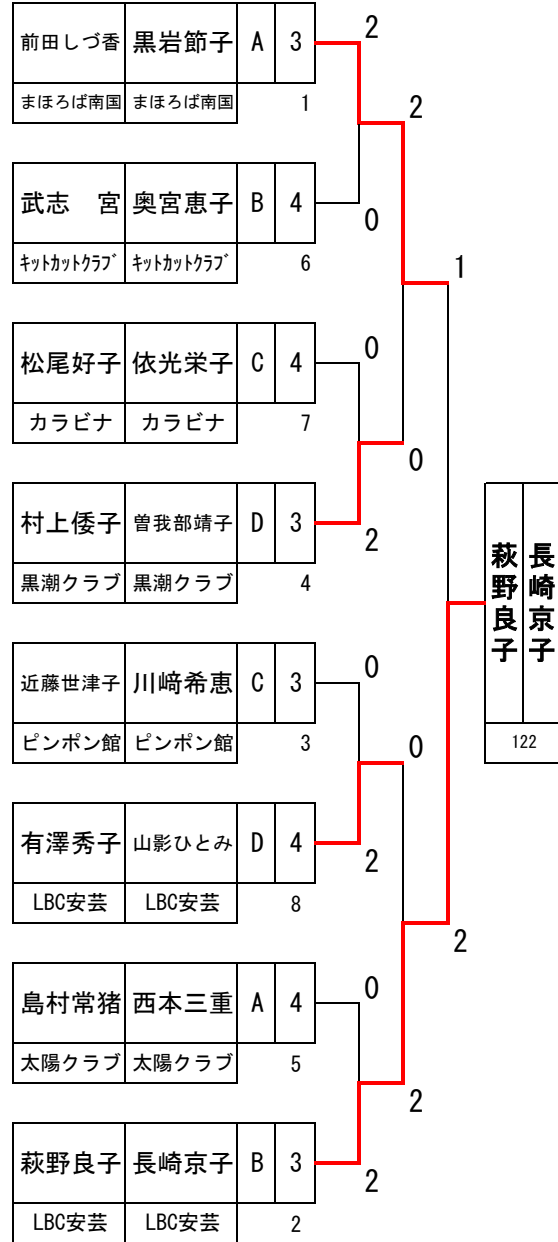 前田しづ香 黒岩節子 A 3
まほろば南国 まほろば南国 1
2
2
武志　宮 奥宮恵子 B 4
キットカットクラブ キットカットクラブ 6
0
1
松尾好子 依光栄子 C 4
カラビナ カラビナ 7
0
0
村上倭子 曽我部靖子 D 3
黒潮クラブ 黒潮クラブ 4
2
萩野良子 長崎京子
122
近藤世津子 川﨑希恵 C 3
ピンポン館 ピンポン館 3
0
0
有澤秀子 山影ひとみ D 4
LBC安芸 LBC安芸 8
2
2
島村常猪 西本三重 A 4
太陽クラブ 太陽クラブ 5
0
2
萩野良子 長崎京子 B 3
LBC安芸 LBC安芸 2
2